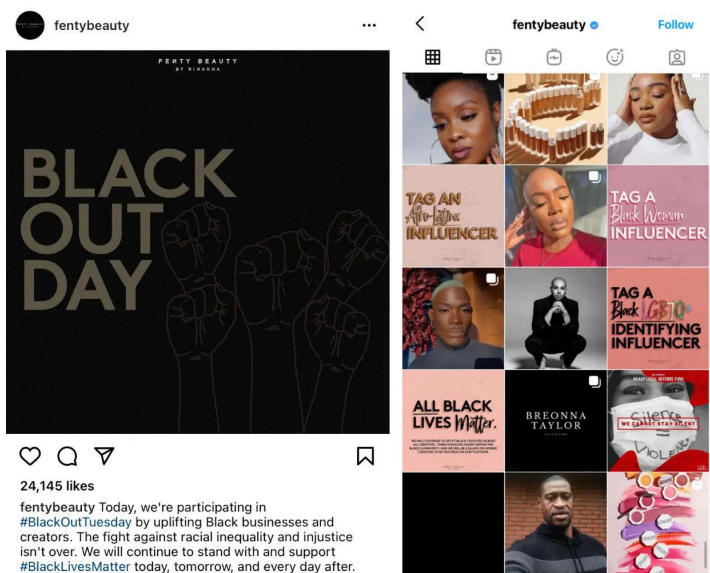 fentybeauty
FENTY BEAUTY
BY RIHANNA
BLACK
OUT
DAY
24,145 likes
fentybeauty Today, we're participating in
#BlackOutTuesday by uplifting Black businesses and
creators. The fight against racial inequality and injustice
isn't over. We will continue to stand with and support
#BlackLivesMatter today, tomorrow, and every day after.
fentybeauty
Follow
TAG AN
Afro-Latinx
INFLUENCER
TAG A
Black Woman
INFLUENCER
TAG A
Black LGBTQ+
IDENTIFYING
INFLUENCER
ALL BLACK
LIVES Matter.
BREONNA
TAYLOR
NAACP LEGAL DEFENSE FUND
Silence
WE CANNOT STAY SILENT
VIOLENCE